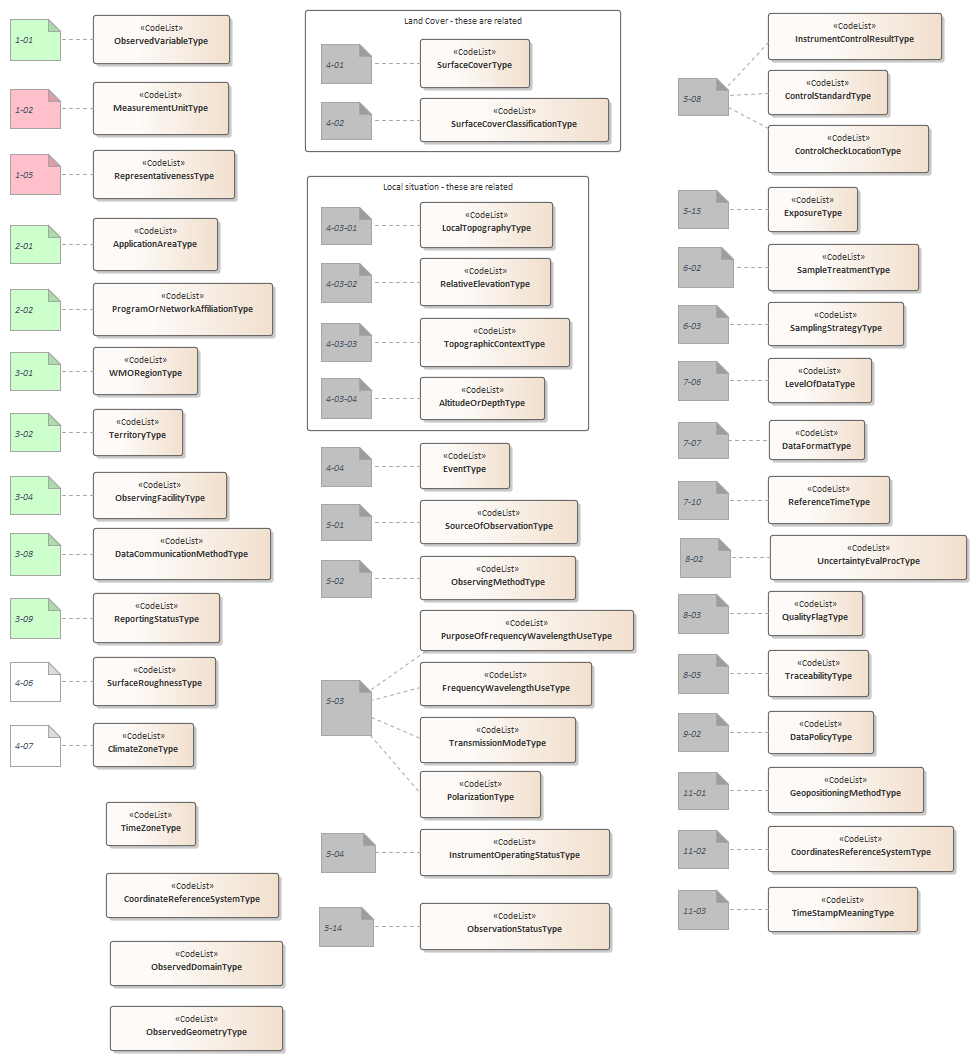 1-01
«CodeList»
ObservedVariableType
1-02
«CodeList»
MeasurementUnitType
1-05
«CodeList»
RepresentativenessType
2-01
«CodeList»
ApplicationAreaType
2-02
«CodeList»
ProgramOrNetworkAffiliationType
3-01
«CodeList»
WMORegionType
3-02
«CodeList»
TerritoryType
3-04
«CodeList»
ObservingFacilityType
3-08
«CodeList»
DataCommunicationMethodType
3-09
«CodeList»
ReportingStatusType
4-06
«CodeList»
SurfaceRoughnessType
4-07
«CodeList»
ClimateZoneType
«CodeList»
TimeZoneType
«CodeList»
CoordinateReferenceSystemType
«CodeList»
ObservedDomainType
«CodeList»
ObservedGeometryType
Land Cover - these are related
4-01
«CodeList»
SurfaceCoverType
4-02
«CodeList»
SurfaceCoverClassificationType
Local situation - these are related
4-03-01
«CodeList»
LocalTopographyType
4-03-02
«CodeList»
RelativeElevationType
4-03-03
«CodeList»
TopographicContextType
4-03-04
«CodeList»
AltitudeOrDepthType
4-04
«CodeList»
EventType
5-01
«CodeList»
SourceOfObservationType
5-02
«CodeList»
ObservingMethodType
5-03
«CodeList»
PurposeOfFrequencyWavelengthUseType
«CodeList»
FrequencyWavelengthUseType
«CodeList»
TransmissionModeType
«CodeList»
PolarizationType
5-04
«CodeList»
InstrumentOperatingStatusType
5-14
«CodeList»
ObservationStatusType
5-08
«CodeList»
InstrumentControlResultType
«CodeList»
ControlStandardType
«CodeList»
ControlCheckLocationType
5-15
«CodeList»
ExposureType
6-02
«CodeList»
SampleTreatmentType
6-03
«CodeList»
SamplingStrategyType
7-06
«CodeList»
LevelOfDataType
7-07
«CodeList»
DataFormatType
7-10
«CodeList»
ReferenceTimeType
8-02
«CodeList»
UncertaintyEvalProcType
8-03
«CodeList»
QualityFlagType
8-05
«CodeList»
TraceabilityType
9-02
«CodeList»
DataPolicyType
11-01
«CodeList»
GeopositioningMethodType
11-02
«CodeList»
CoordinatesReferenceSystemType
11-03
«CodeList»
TimeStampMeaningType